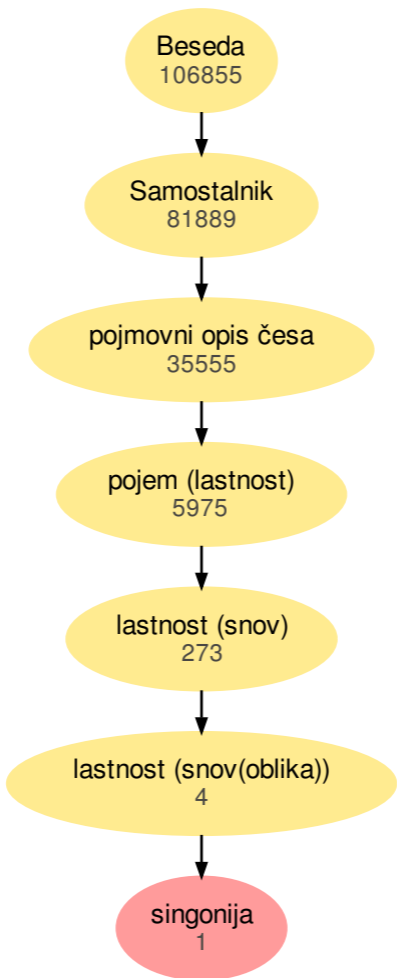 Beseda
106855
Samostalnik
81889
pojmovni opis česa
35555
pojem (lastnost)
5975
lastnost (snov)
273
lastnost (snov(oblika))
4
singonija
1